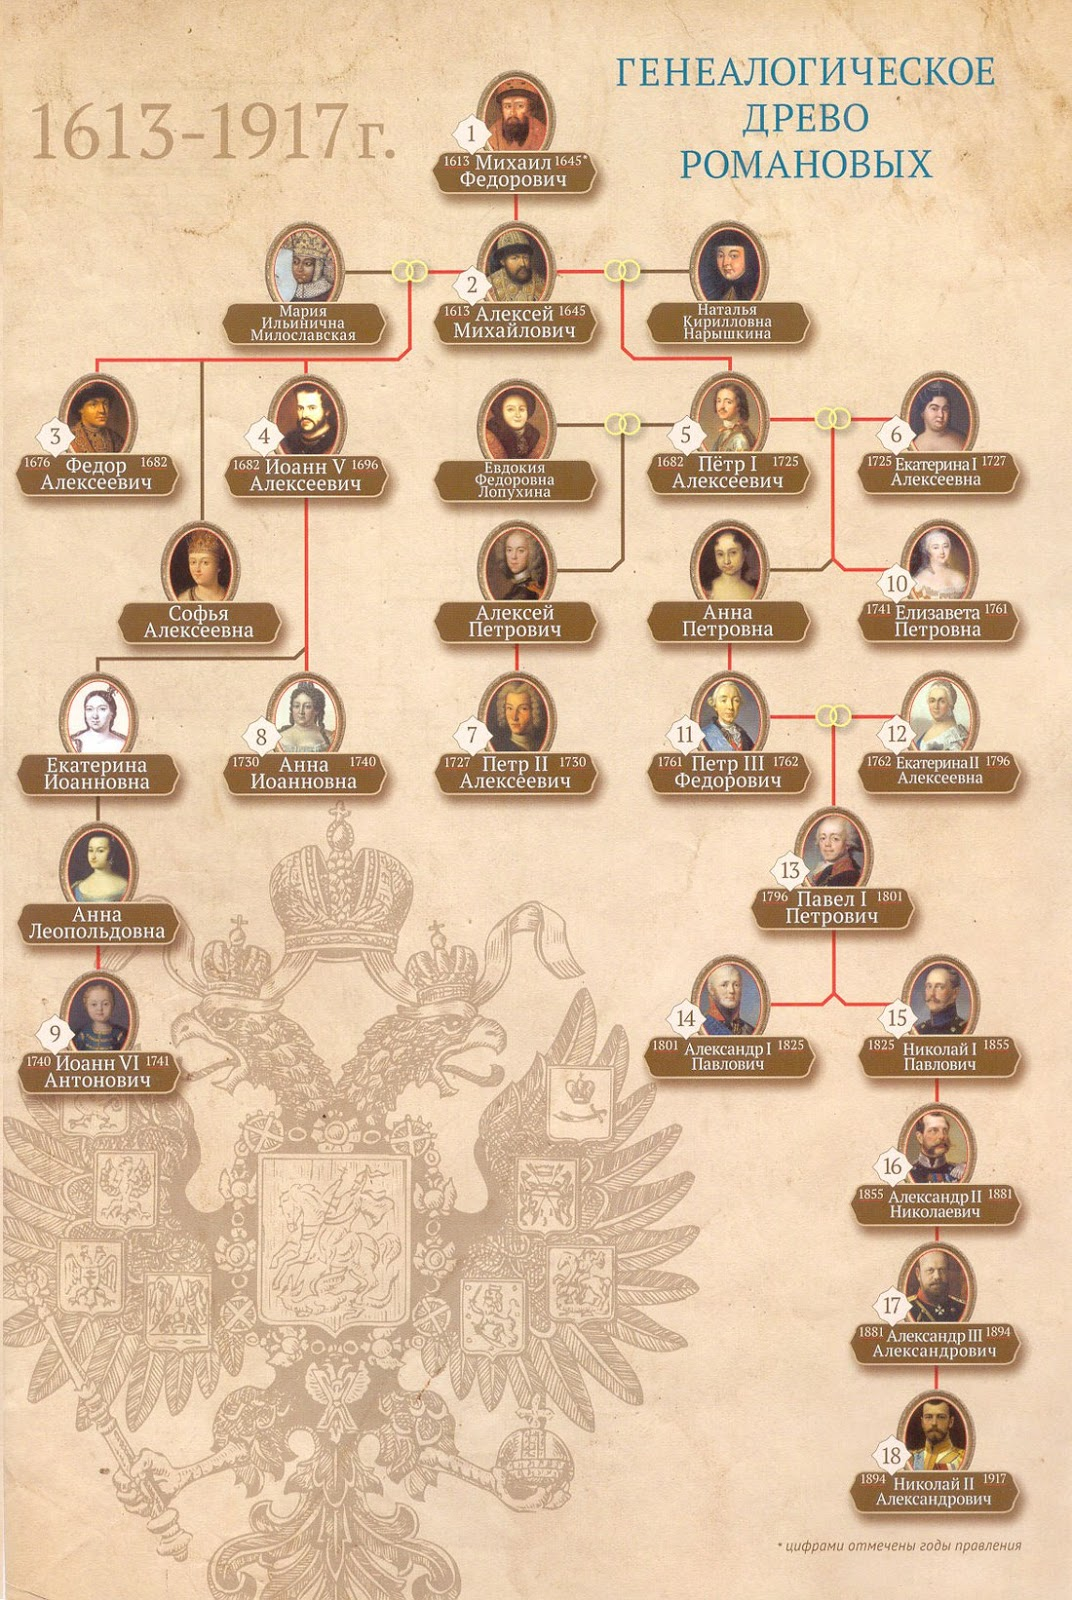 ГЕНЕАЛОГИЧЕСКОЕ
ДРЕВО
РОМАНОВЫХ
1613-1917 г.
1
1613 Михаил 1645*
Федорович
Мария
Ильинична
Милославская
2
1613 Алексей 1645
Михайлович
Наталья
Кирилловна
Нарышкина
3
1676 Федор 1682
Алексеевич
4
1682 Иоанн V 1696
Алексеевич
Евдокия
Федоровна
Лопухина
5
1682 Пётр I 1725
Алексеевич
6
1725 Екатерина I 1727
Алексеевна
Софья
Алексеевна
Алексей
Петрович
Анна
Петровна
10
1741 Елизавета 1761
Петровна
Екатерина
Иоанновна
8
1730 Анна 1740
Иоанновна
7
1727 Петр II 1730
Алексеевич
11
1761 Петр III 1762
Федорович
12
1762 Екатерина II 1796
Алексеевна
13
1796 Павел I 1801
Петрович
Анна
Леопольдовна
9
1740 Иоанн VI 1741
Антонович
14
1801 Александр I 1825
Павлович
15
1825 Николай I 1855
Павлович
16
1855 Александр II 1881
Николаевич
17
1881 Александр III 1894
Александрович
18
1894 Николай II 1917
Александрович
* цифрами отмечены годы правления